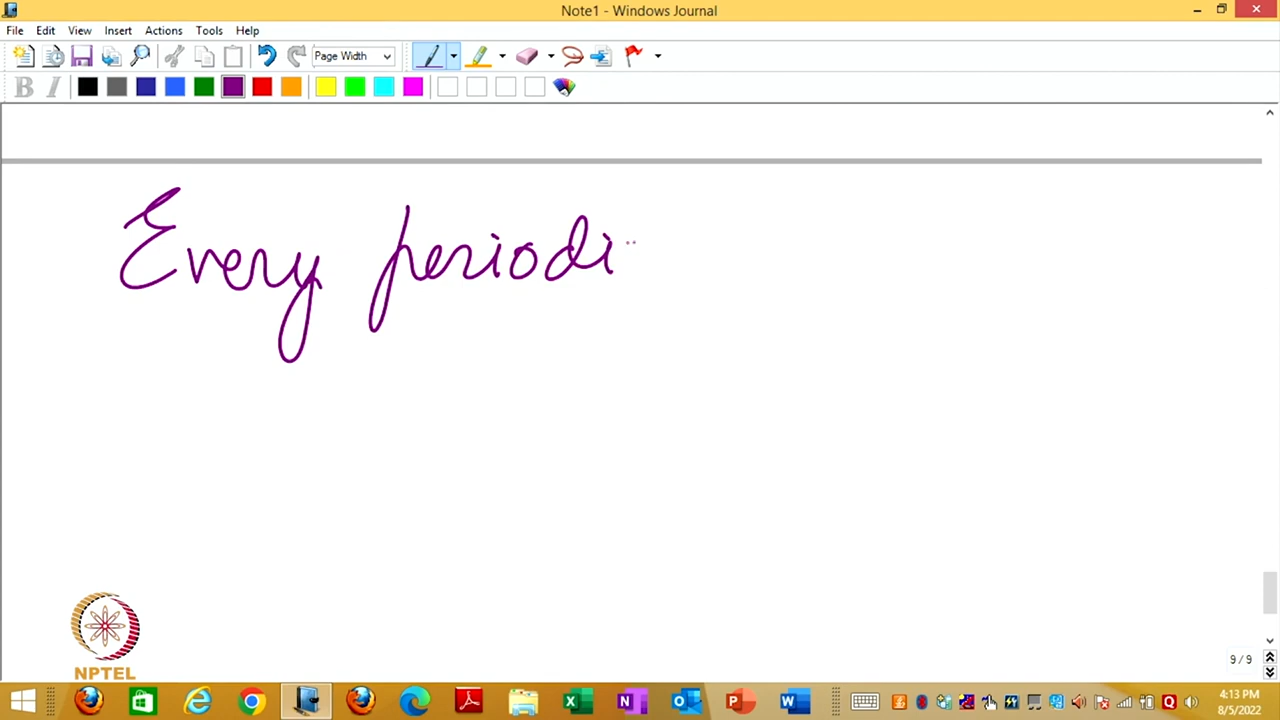 Note1 - Windows Journal
File Edit View Insert Actions Tools Help
Page Width
B I
Every periodi
NPTEL
9 / 9
4:13 PM
8/5/2022